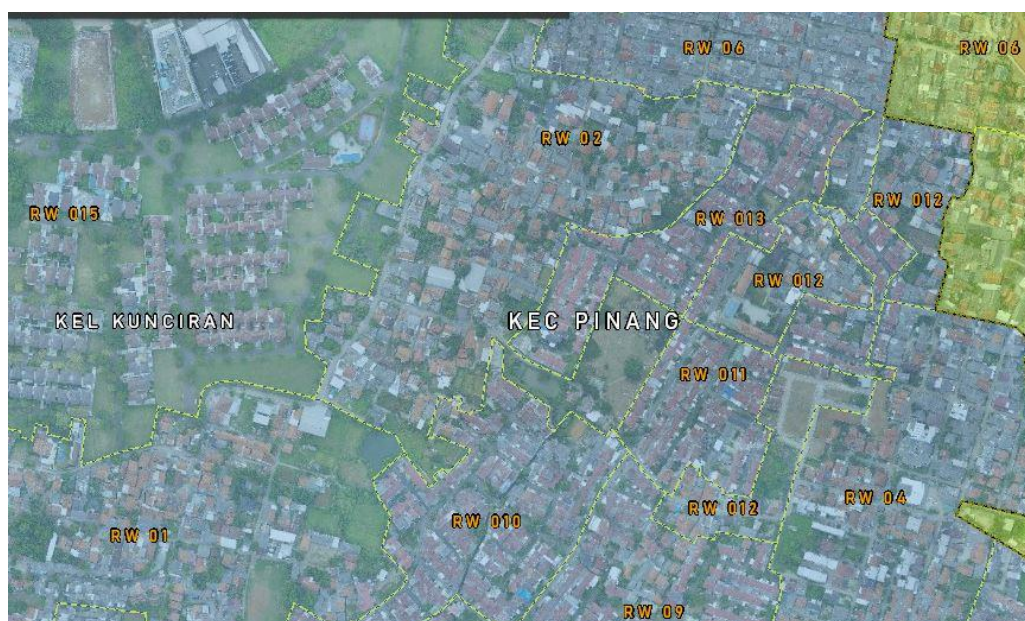 RW 06
RW 06
RW 02
RW 015
RW 012
RW 013
RW 012
KEL KUNCIRAN
KEC PINANG
RW 011
RW 012
RW 04
RW 010
RW 01
RW 09